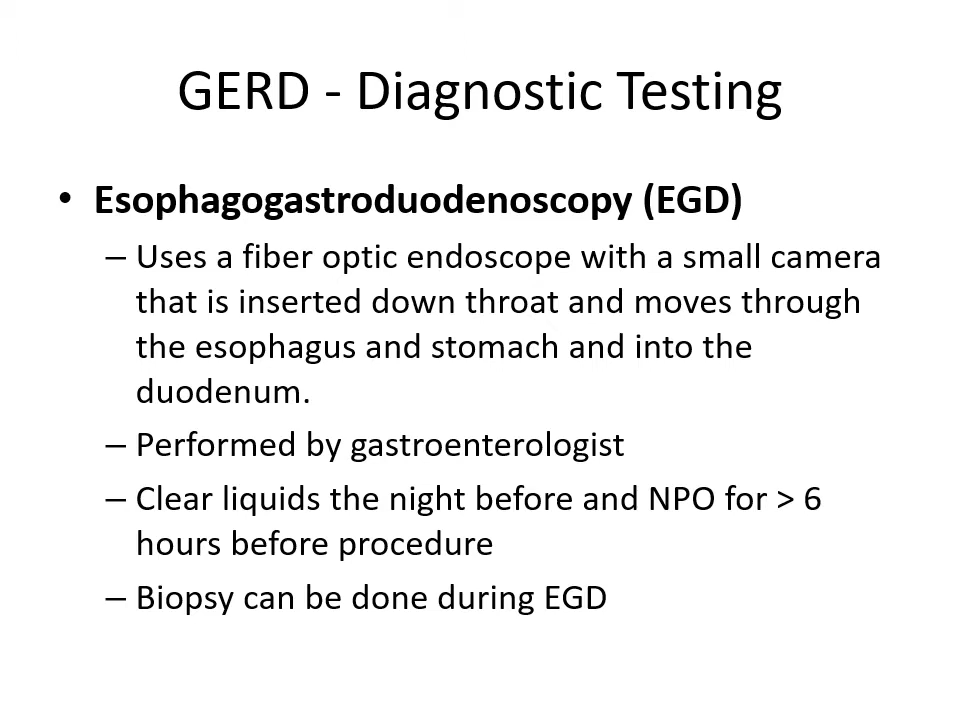 GERD - Diagnostic Testing
• Esophagogastroduodenoscopy (EGD)
– Uses a fiber optic endoscope with a small camera
that is inserted down throat and moves through
the esophagus and stomach and into the
duodenum.
– Performed by gastroenterologist
– Clear liquids the night before and NPO for > 6
hours before procedure
– Biopsy can be done during EGD